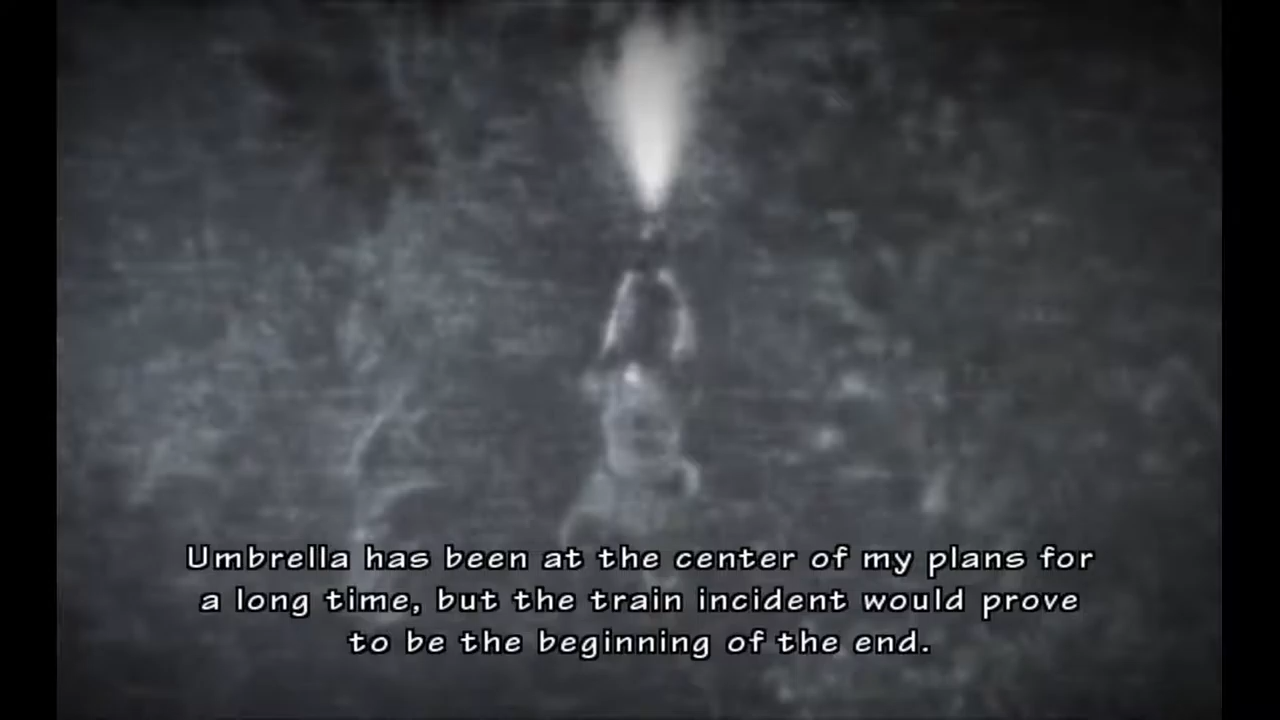 Umbrella has been at the center of my plans for
a long time, but the train incident would prove
to be the beginning of the end.